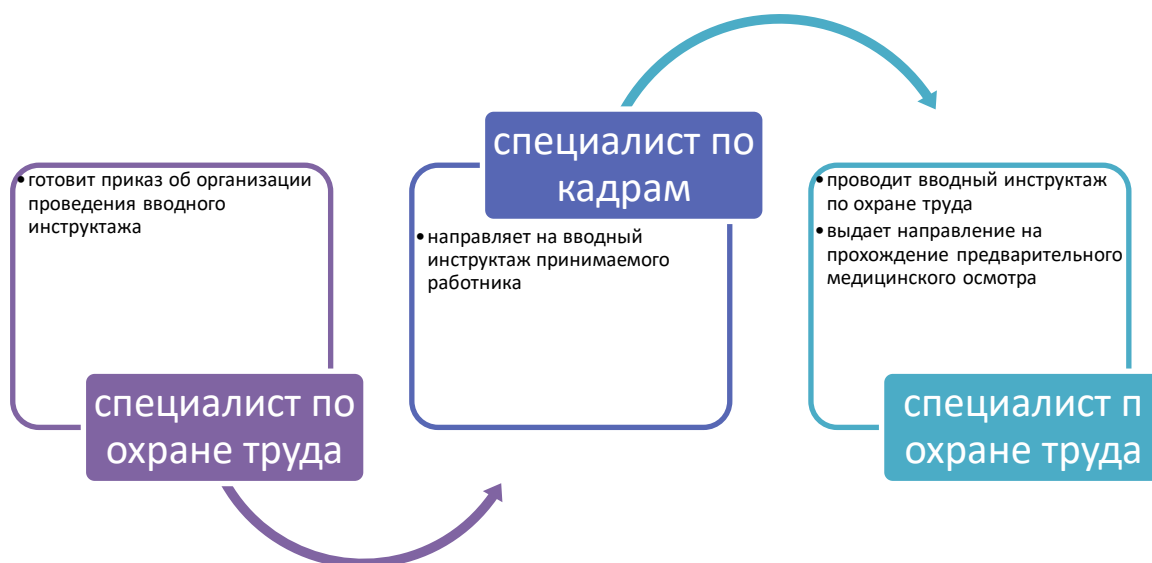 • готовит приказ об организации
проведения вводного
инструктажа
специалист по
охране труда
специалист по
кадрам
• направляет на вводный
инструктаж принимаемого
работника
• проводит вводный инструктаж
по охране труда
• выдает направление на
прохождение предварительного
медицинского осмотра
специалист п
охране труда